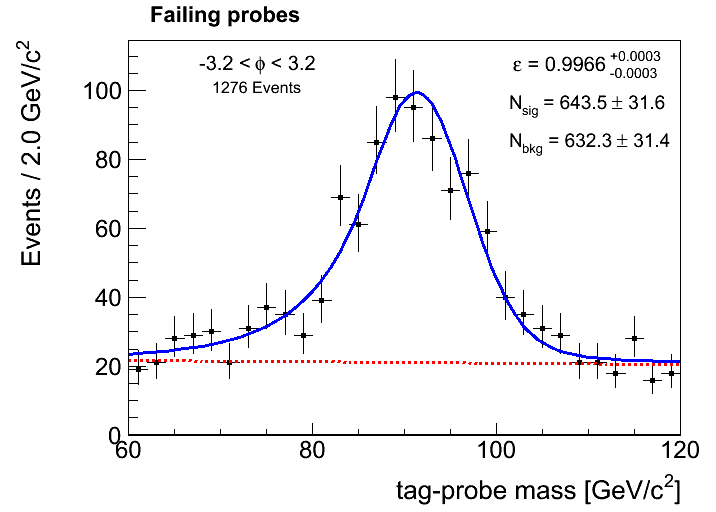 Failing probes
-3.2 < ϕ < 3.2
1276 Events
ε = 0.9966 +0.0003 -0.0003
N_sig = 643.5 ± 31.6
N_bkg = 632.3 ± 31.4
Events / 2.0 GeV/c²
100
80
60
40
20
0
60 80 100 120
tag-probe mass [GeV/c²]